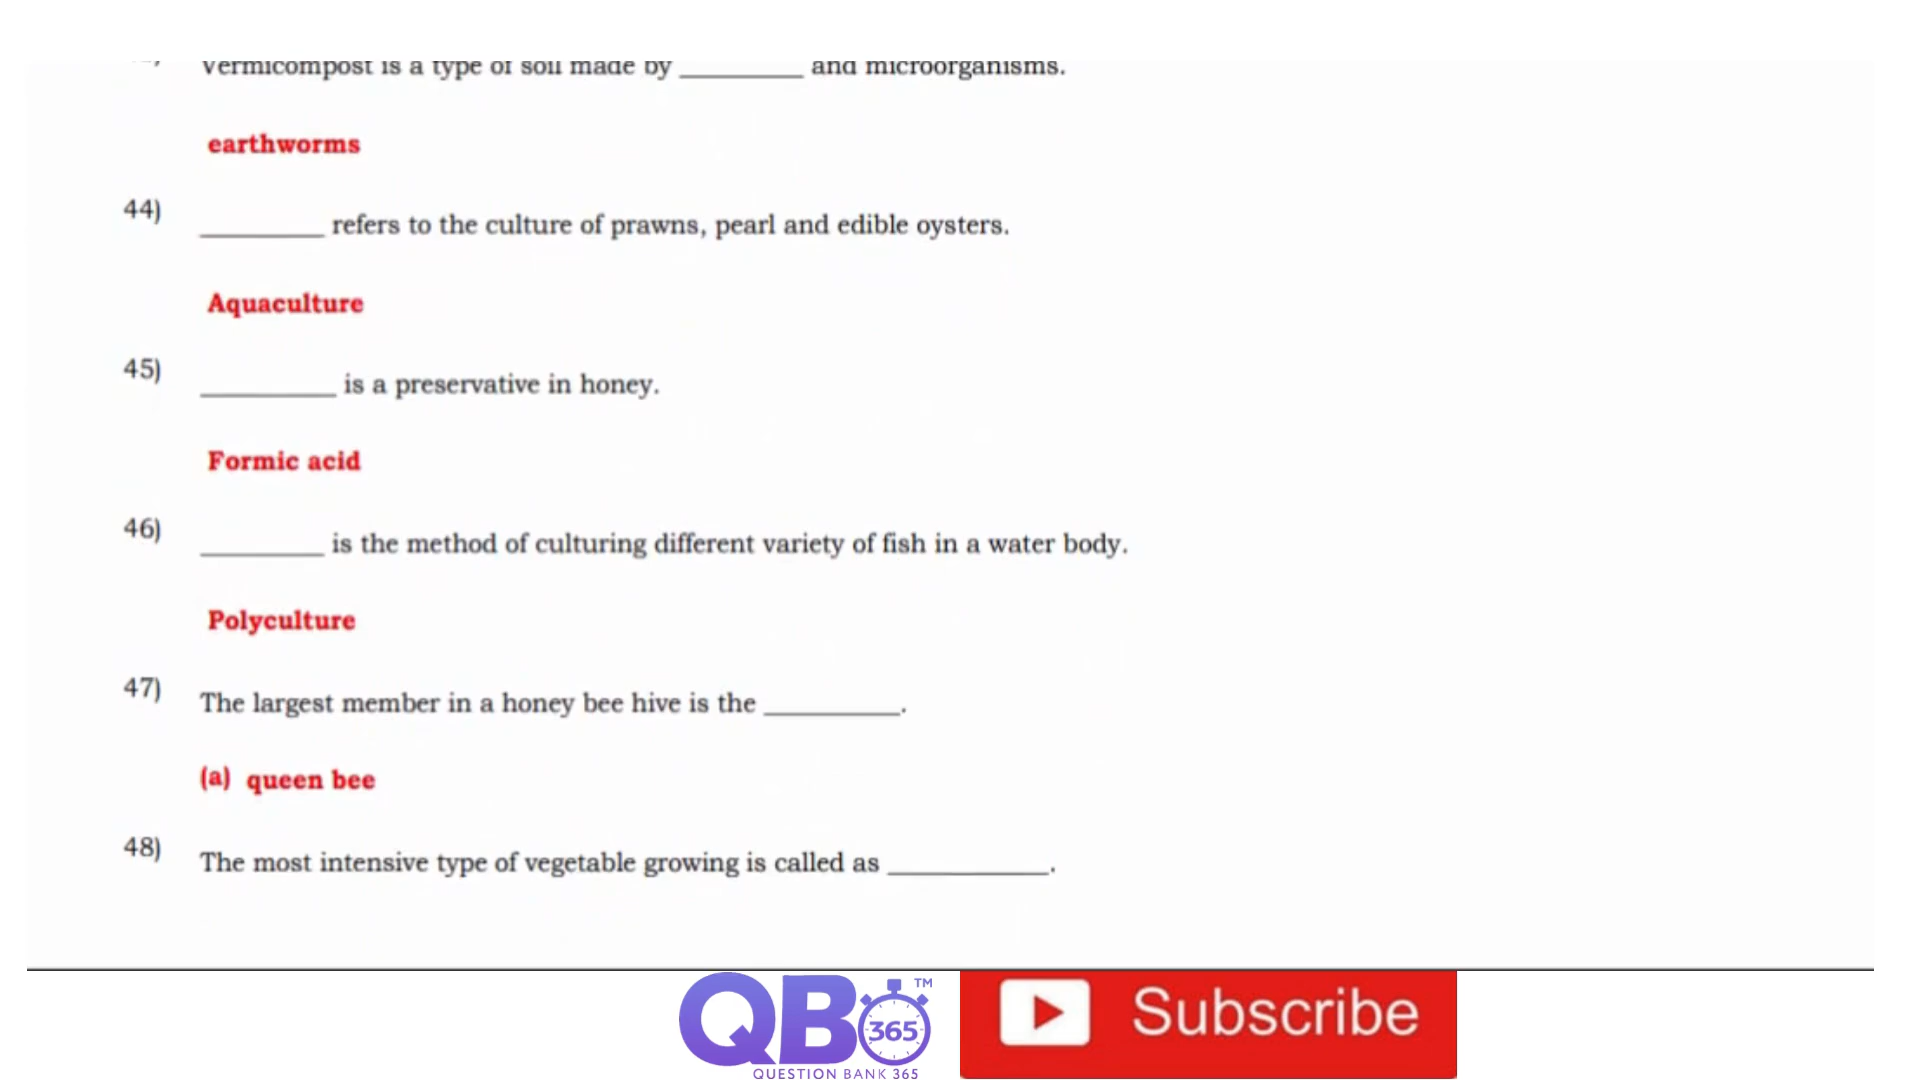 Vermicompost is a type of soil made by _________ and microorganisms.
earthworms
44) _________ refers to the culture of prawns, pearl and edible oysters.
Aquaculture
45) __________ is a preservative in honey.
Formic acid
46) _________ is the method of culturing different variety of fish in a water body.
Polyculture
47) The largest member in a honey bee hive is the __________.
(a) queen bee
48) The most intensive type of vegetable growing is called as ____________.
QB 365 TM
QUESTION BANK 365
Subscribe